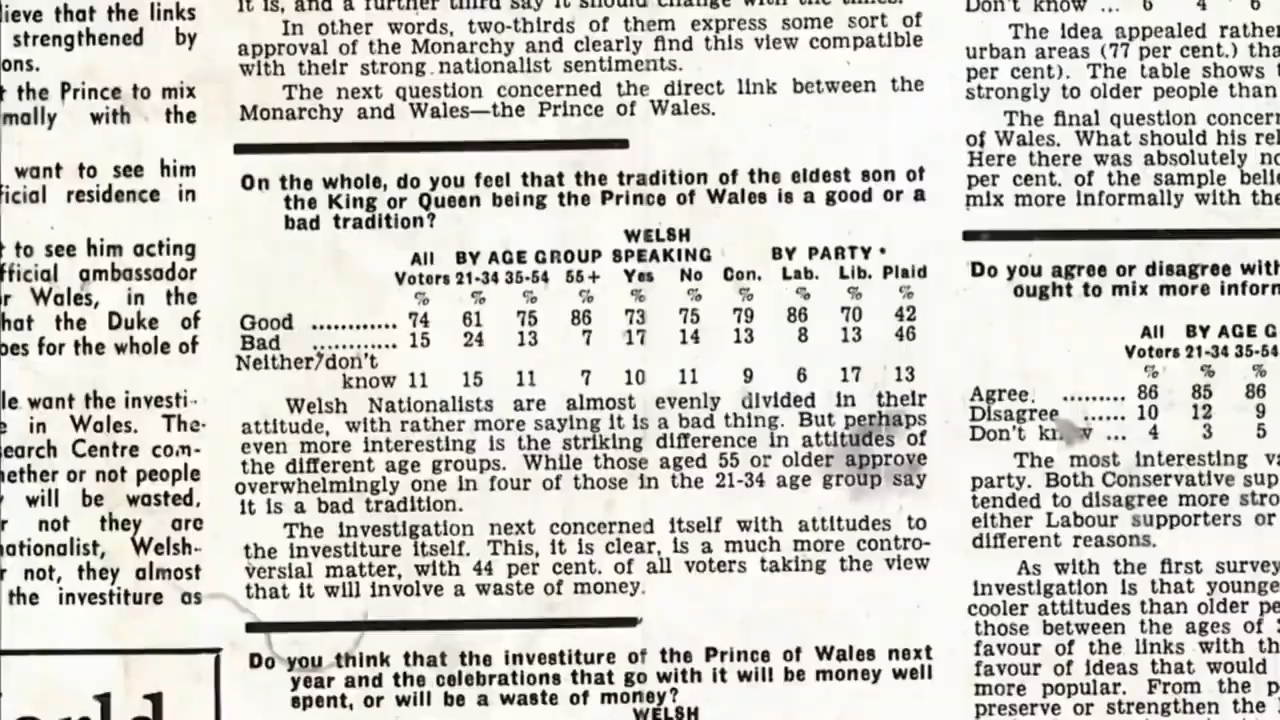 lieve that the links
strengthened by
ons.
t the Prince to mix
mally with the
want to see him
ficial residence in
t to see him acting
fficial ambassador
r Wales, in the
hat the Duke of
oes for the whole of
le want the investi-
e in Wales. The
search Centre com-
nether or not people
will be wasted,
r not they are
nationalist, Welsh-
r not, they almost
the investiture as
orld
it is, and a further third say it should change with the times.
In other words, two-thirds of them express some sort of
approval of the Monarchy and clearly find this view compatible
with their strong nationalist sentiments.
The next question concerned the direct link between the
Monarchy and Wales—the Prince of Wales.
On the whole, do you feel that the tradition of the eldest son of
the King or Queen being the Prince of Wales is a good or a
bad tradition?
WELSH
All BY AGE GROUP SPEAKING BY PARTY *
Voters 21-34 35-54 55+ Yes No Con. Lab. Lib. Plaid
% % % % % % % % % %
Good ............ 74 61 75 86 73 75 79 86 70 42
Bad ............ 15 24 13 7 17 14 13 8 13 46
Neither/don't
know 11 15 11 7 10 11 9 6 17 13
Welsh Nationalists are almost evenly divided in their
attitude, with rather more saying it is a bad thing. But perhaps
even more interesting is the striking difference in attitudes of
the different age groups. While those aged 55 or older approve
overwhelmingly one in four of those in the 21-34 age group say
it is a bad tradition.
The investigation next concerned itself with attitudes to
the investiture itself. This, it is clear, is a much more contro-
versial matter, with 44 per cent. of all voters taking the view
that it will involve a waste of money.
Do you think that the investiture of the Prince of Wales next
year and the celebrations that go with it will be money well
spent, or will be a waste of money?
WELSH
Don't know ... 6 4 6
The idea appealed rather
urban areas (77 per cent.) tha
per cent). The table shows t
strongly to older people than
The final question concern
of Wales. What should his rel
Here there was absolutely no
per cent. of the sample belie
mix more informally with the
Do you agree or disagree with
ought to mix more inform
All BY AGE G
Voters 21-34 35-54
% % %
Agree. ......... 86 85 86
Disagree ...... 10 12 9
Don't kn w ... 4 3 5
The most interesting va
party. Both Conservative sup
tended to disagree more stro
either Labour supporters or
different reasons.
As with the first survey
investigation is that younge
cooler attitudes than older pe
those between the ages of
favour of the links with th
favour of ideas that would
more popular. From the p
preserve or strengthen the